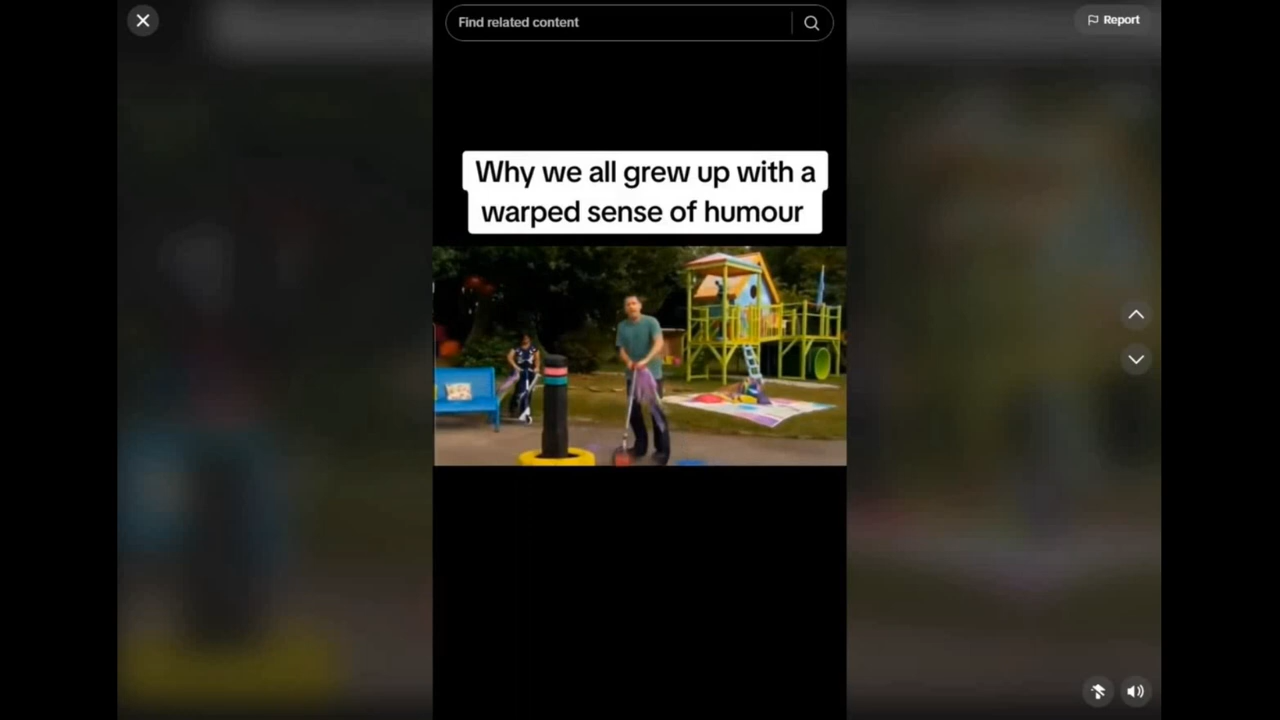 Find related content
Report
Why we all grew up with a
warped sense of humour